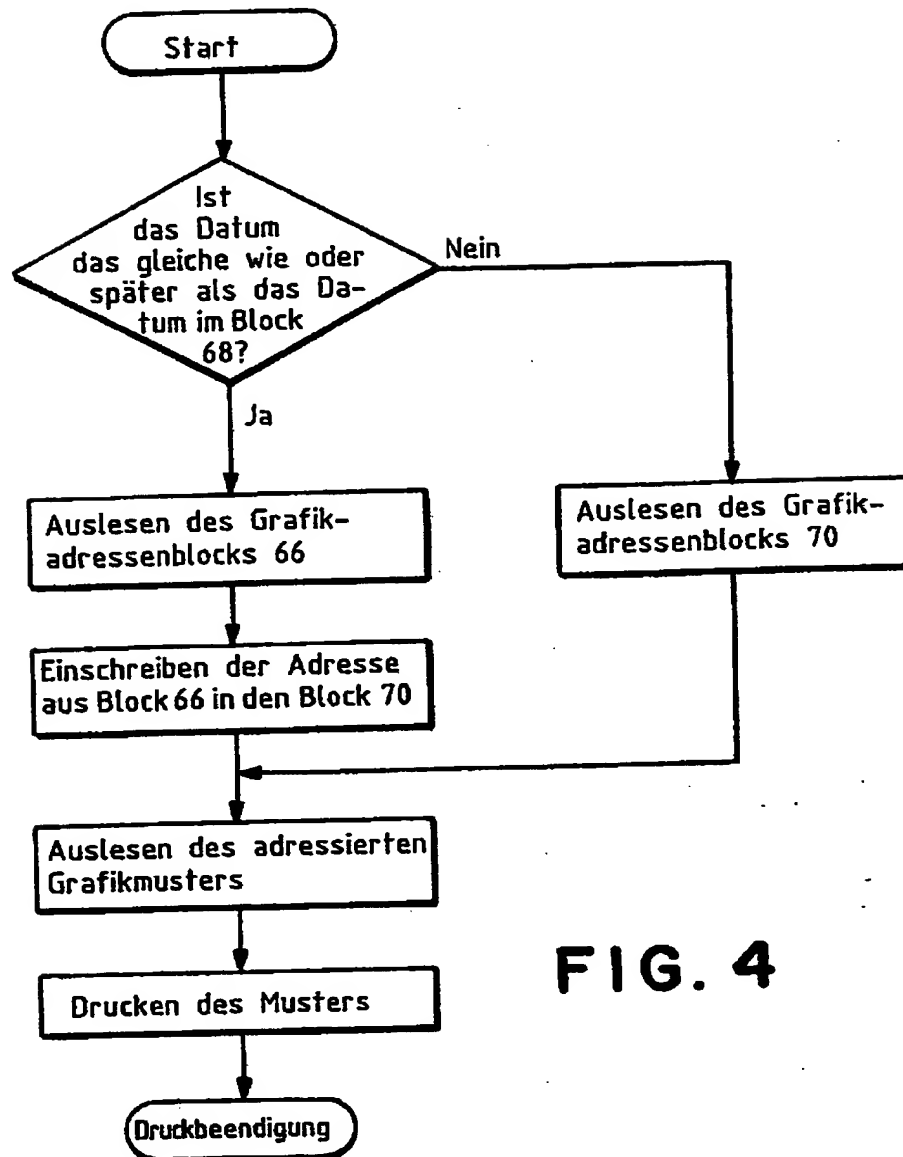 Start
Ist
das Datum
das gleiche wie oder
später als das Da-
tum im Block
68?
Nein
Ja
Auslesen des Grafik-
adressenblocks 66
Auslesen des Grafik-
adressenblocks 70
Einschreiben der Adresse
aus Block 66 in den Block 70
Auslesen des adressierten
Grafikmusters
Drucken des Musters
Druckbeendigung
FIG. 4